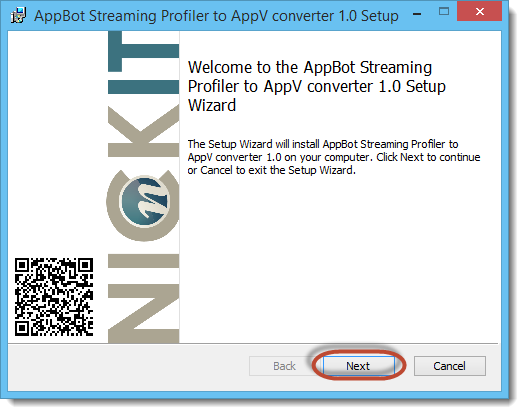 AppBot Streaming Profiler to AppV converter 1.0 Setup
NICKIT
Welcome to the AppBot Streaming
Profiler to AppV converter 1.0 Setup
Wizard
The Setup Wizard will install AppBot Streaming Profiler to
AppV converter 1.0 on your computer. Click Next to continue
or Cancel to exit the Setup Wizard.
Back
Next
Cancel